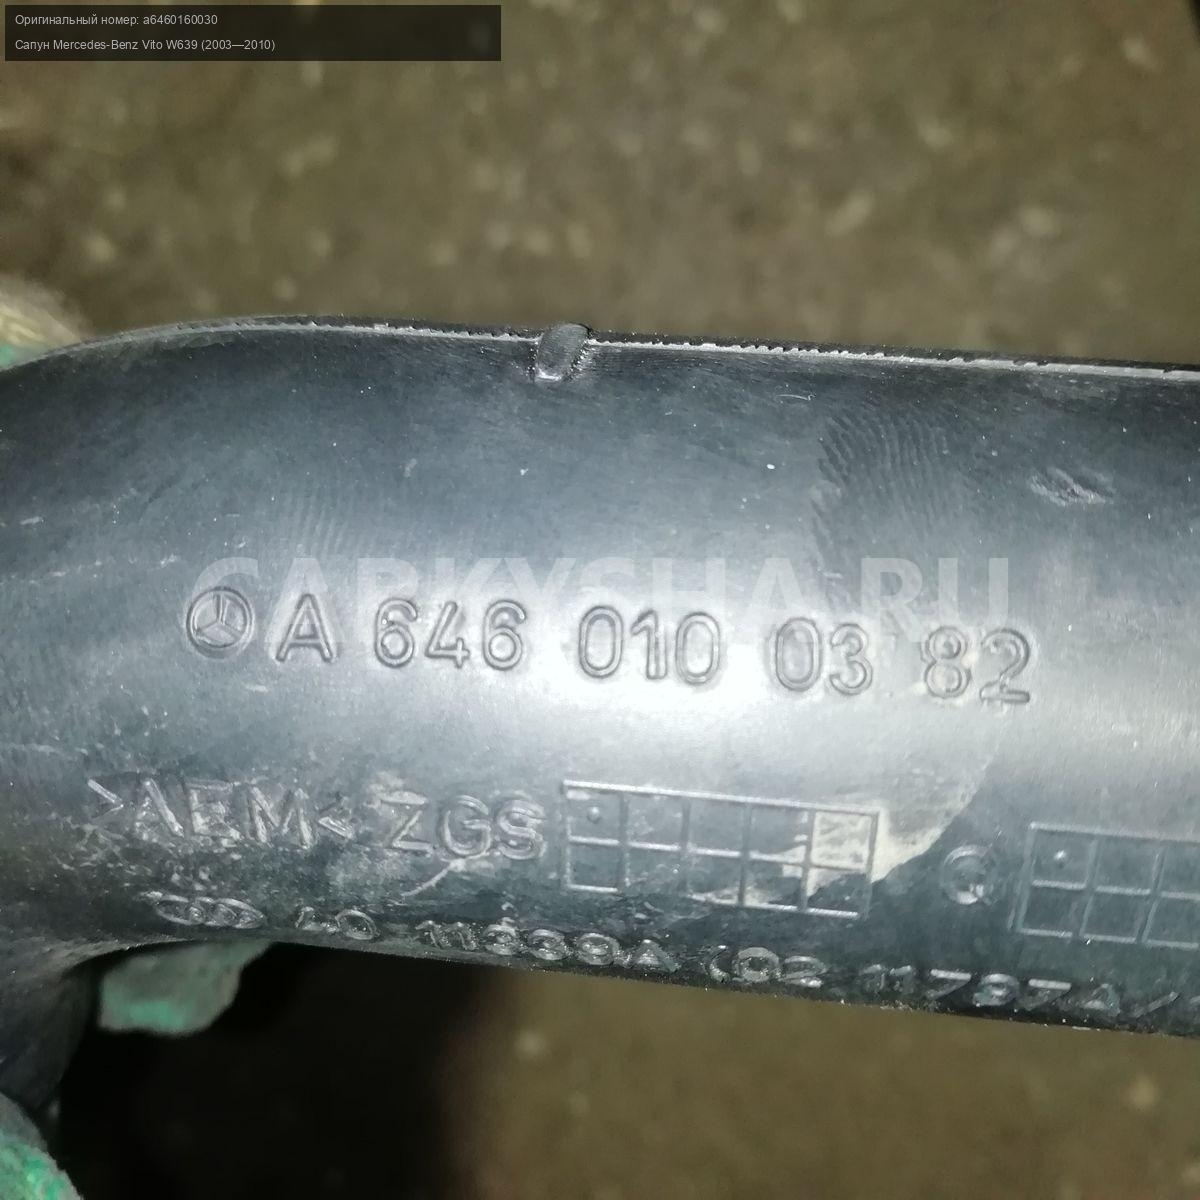 Оригинальный номер: a6460160030
Сапун Mercedes-Benz Vito W639 (2003—2010)
CARKYSHA.RU
A 646 010 03 82
>AEM< ZGS
Q